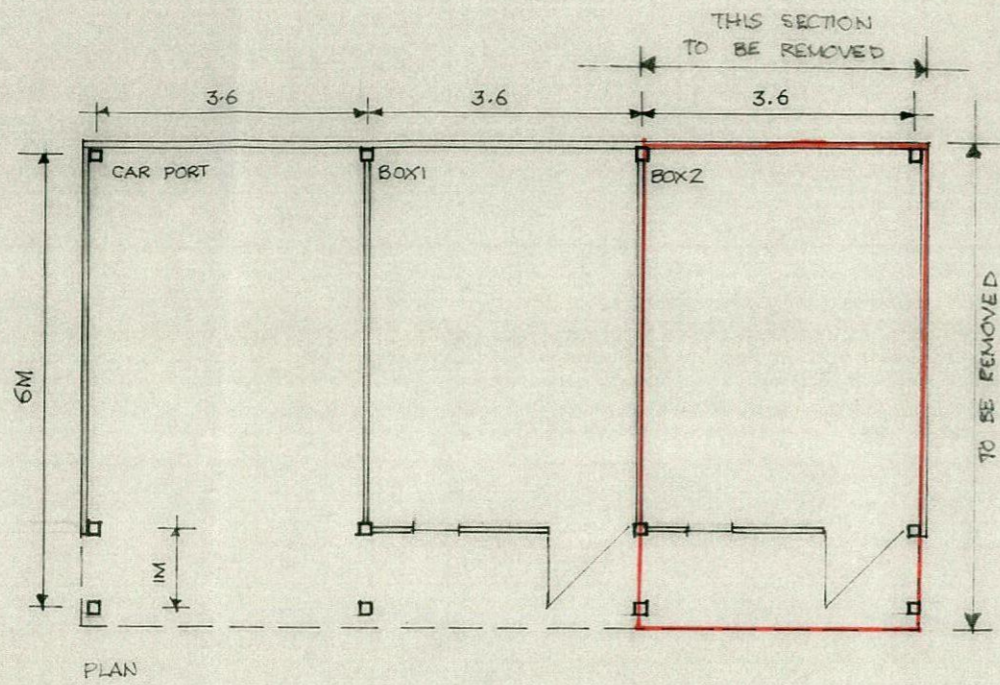 THIS SECTION
TO BE REMOVED
3.6
3.6
3.6
CAR PORT
BOX1
BOX2
6M
TO BE REMOVED
1M
PLAN